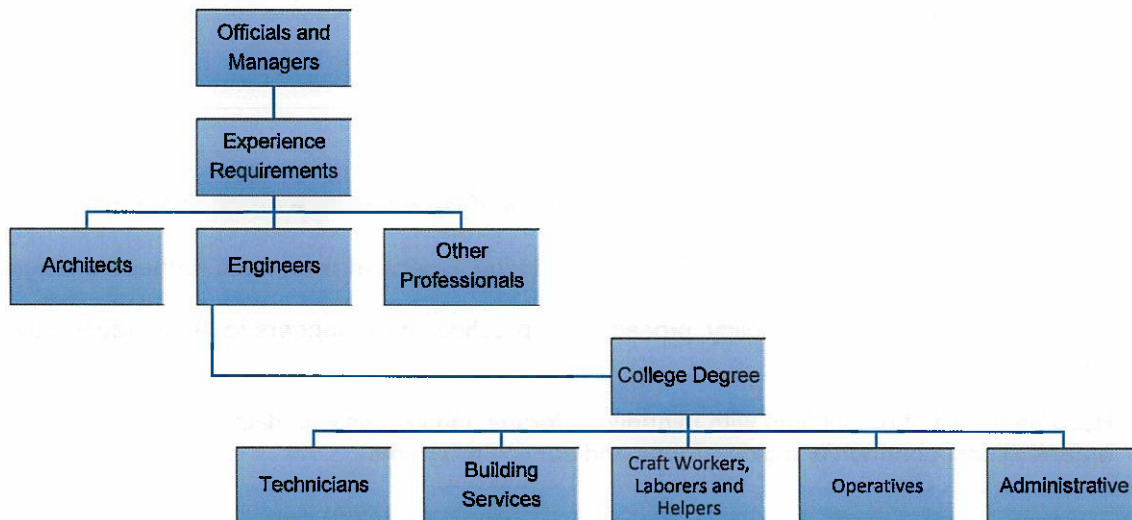 Officials and
Managers
Experience
Requirements
Architects
Engineers
Other
Professionals
College Degree
Technicians
Building
Services
Craft Workers,
Laborers and
Helpers
Operatives
Administrative